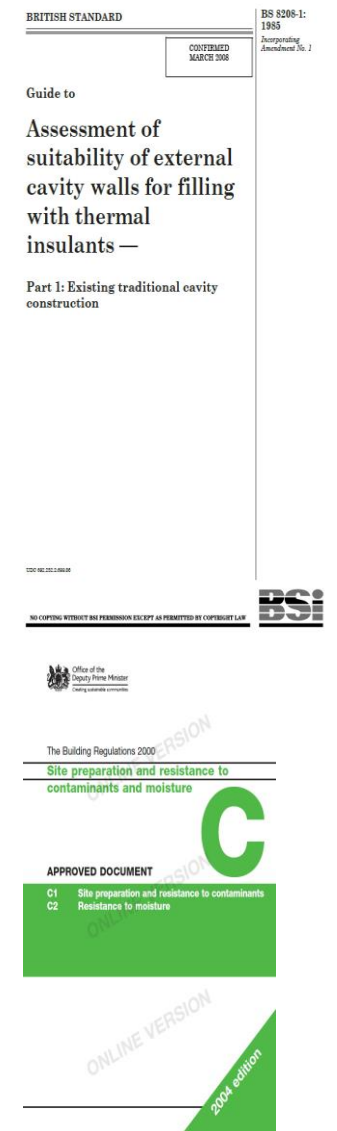 BRITISH STANDARD
BS 8208-1:
1985
Incorporating
Amendment No. 1
CONFIRMED
MARCH 2008
Guide to
Assessment of
suitability of external
cavity walls for filling
with thermal
insulants —
Part 1: Existing traditional cavity
construction
NO COPYING WITHOUT BSI PERMISSION EXCEPT AS PERMITTED BY COPYRIGHT LAW
BSi
Office of the
Deputy Prime Minister
Creating sustainable communities
The Building Regulations 2000
Site preparation and resistance to
contaminants and moisture
C
APPROVED DOCUMENT
C1 Site preparation and resistance to contaminants
C2 Resistance to moisture
ONLINE VERSION
ONLINE VERSION
ONLINE VERSION
2004 edition